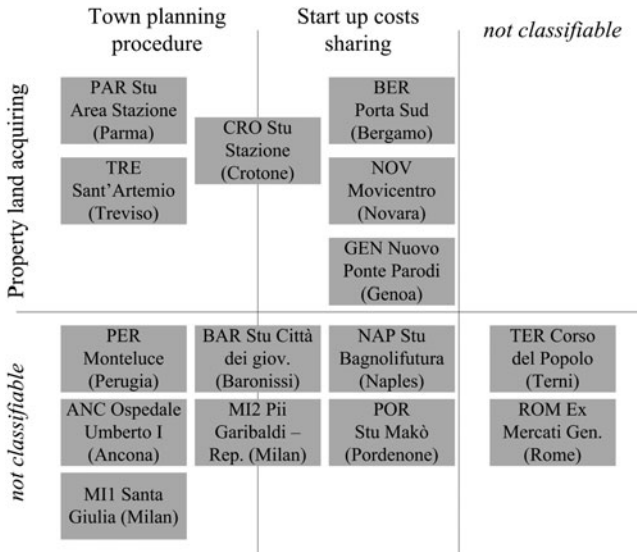 Town planning
procedure
Start up costs
sharing
not classifiable
Property land acquiring
PAR Stu
Area Stazione
(Parma)
TRE
Sant’Artemio
(Treviso)
CRO Stu
Stazione
(Crotone)
BER
Porta Sud
(Bergamo)
NOV
Movicentro
(Novara)
GEN Nuovo
Ponte Parodi
(Genoa)
not classifiable
PER
Monteluce
(Perugia)
ANC Ospedale
Umberto I
(Ancona)
MI1 Santa
Giulia (Milan)
BAR Stu Città
dei giov.
(Baronissi)
MI2 Pii
Garibaldi –
Rep. (Milan)
NAP Stu
Bagnolifutura
(Naples)
POR
Stu Makò
(Pordenone)
TER Corso
del Popolo
(Terni)
ROM Ex
Mercati Gen.
(Rome)